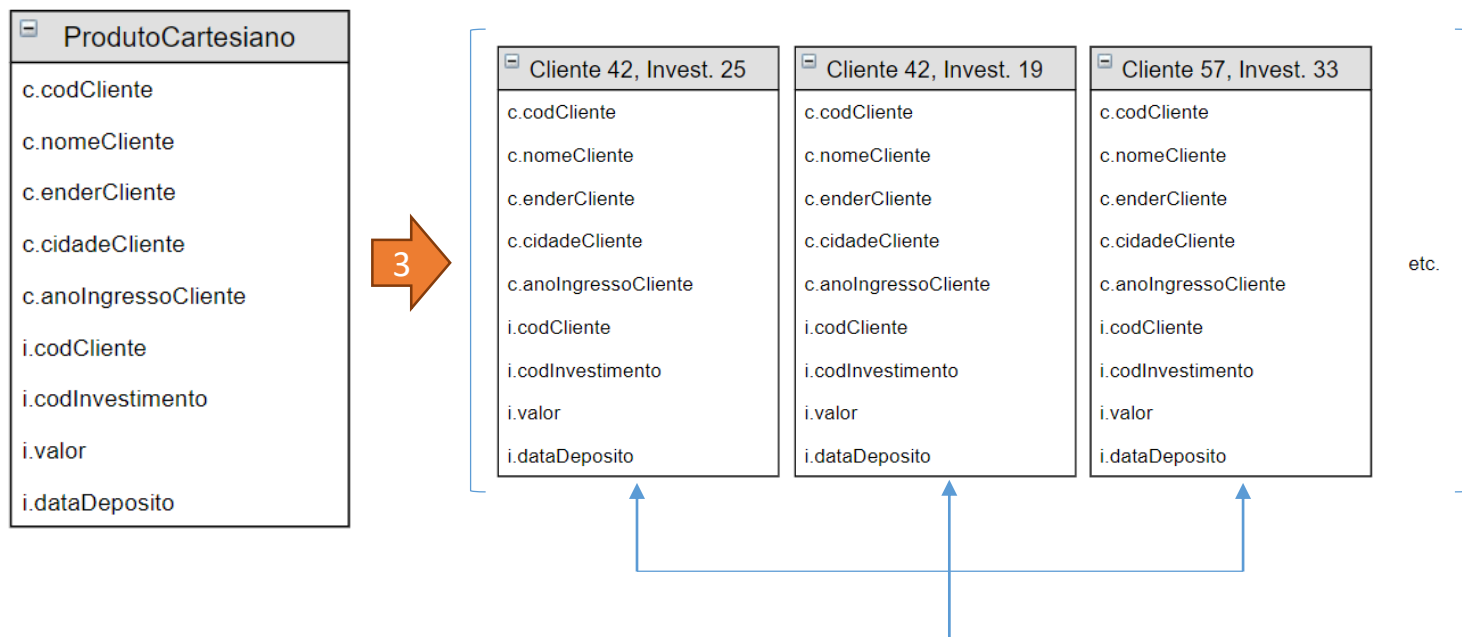 ProdutoCartesiano
c.codCliente
c.nomeCliente
c.enderCliente
c.cidadeCliente
c.anoIngressoCliente
i.codCliente
i.codInvestimento
i.valor
i.dataDeposito
3
Cliente 42, Invest. 25
c.codCliente
c.nomeCliente
c.enderCliente
c.cidadeCliente
c.anoIngressoCliente
i.codCliente
i.codInvestimento
i.valor
i.dataDeposito
Cliente 42, Invest. 19
c.codCliente
c.nomeCliente
c.enderCliente
c.cidadeCliente
c.anoIngressoCliente
i.codCliente
i.codInvestimento
i.valor
i.dataDeposito
Cliente 57, Invest. 33
c.codCliente
c.nomeCliente
c.enderCliente
c.cidadeCliente
c.anoIngressoCliente
i.codCliente
i.codInvestimento
i.valor
i.dataDeposito
etc.